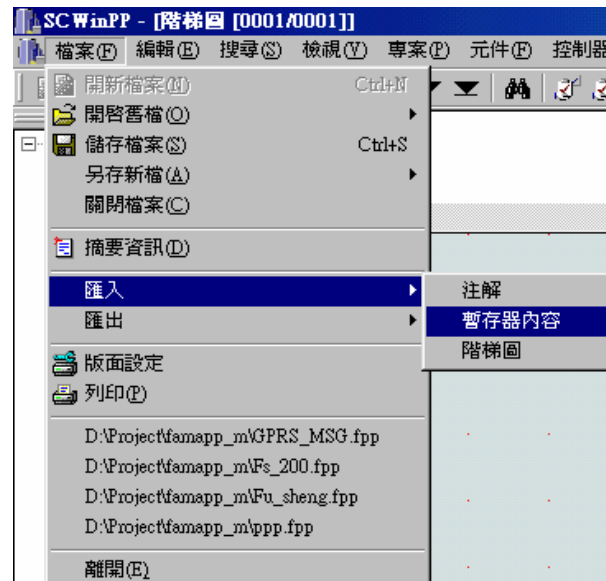 SCWinPP - [階梯圖 [0001/0001]]
檔案(F) 編輯(E) 搜尋(S) 檢視(V) 專案(P) 元件(F) 控制器
開新檔案(N) Ctrl+N
開啓舊檔(O)
儲存檔案(S) Ctrl+S
另存新檔(A)
關閉檔案(C)
摘要資訊(D)
匯入
注解
匯出
暫存器內容
階梯圖
版面設定
列印(P)
D:\Project\famapp_m\GPRS_MSG.fpp
D:\Project\famapp_m\Fs_200.fpp
D:\Project\famapp_m\Fu_sheng.fpp
D:\Project\famapp_m\ppp.fpp
離開(E)